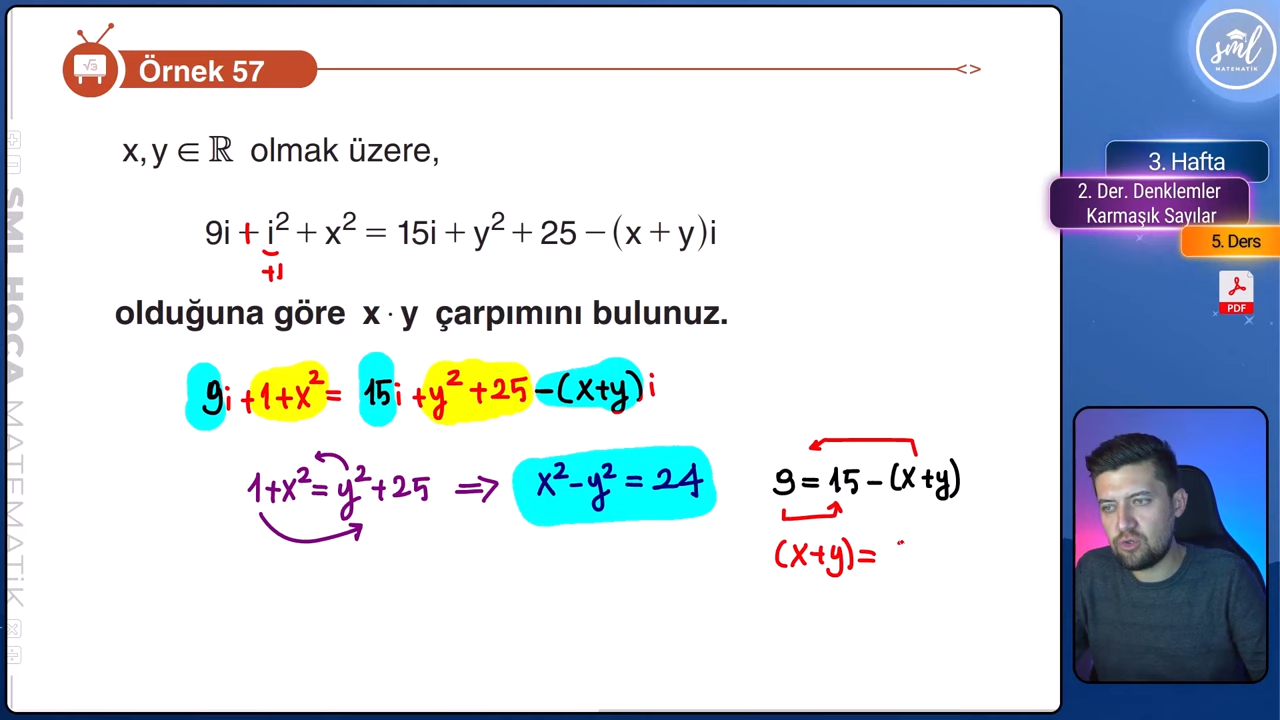 Örnek 57
<>
√3
x, y ∈ ℝ olmak üzere,
9i + i² + x² = 15i + y² + 25 − (x + y)i
+1
olduğuna göre x · y çarpımını bulunuz.
9i + 1 + x² = 15i + y² + 25 − (x+y)i
1 + x² = y² + 25 ⇒ x² − y² = 24
9 = 15 − (x+y)
(x+y) =
SML HOCA MATEMATİK
sml
MATEMATİK
3. Hafta
2. Der. Denklemler
Karmaşık Sayılar
5. Ders
PDF